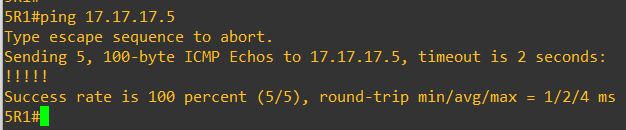 5R1#
5R1#ping 17.17.17.5
Type escape sequence to abort.
Sending 5, 100-byte ICMP Echos to 17.17.17.5, timeout is 2 seconds:
!!!!!
Success rate is 100 percent (5/5), round-trip min/avg/max = 1/2/4 ms
5R1#